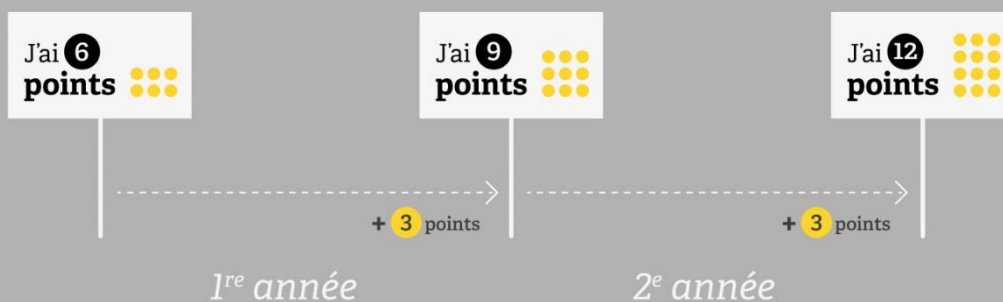 J'ai 6
points
J'ai 9
points
J'ai 12
points
+ 3 points
+ 3 points
1re année
2e année